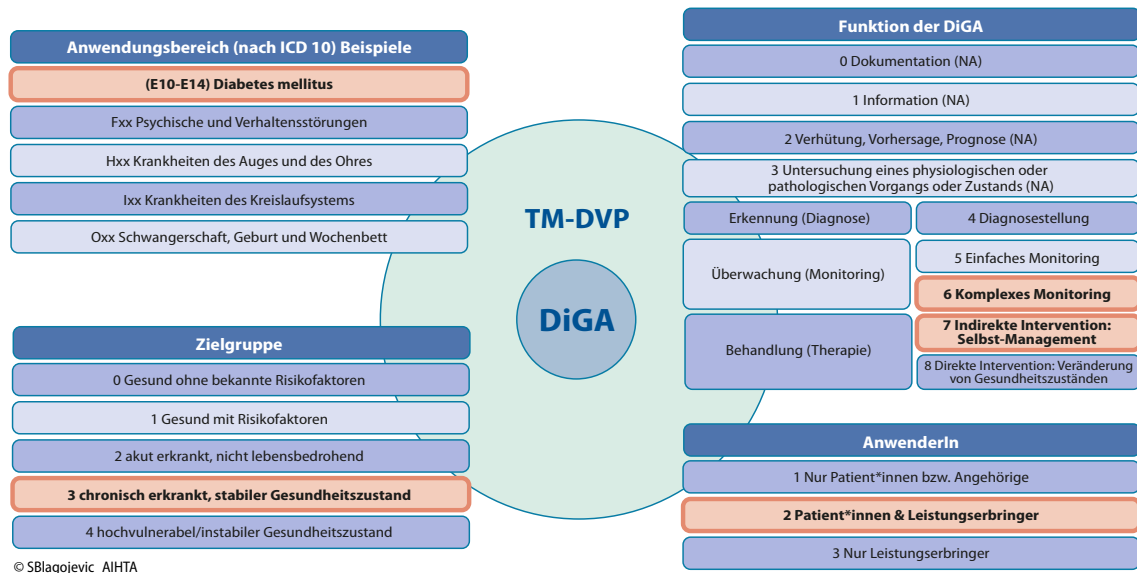 Anwendungsbereich (nach ICD 10) Beispiele
(E10-E14) Diabetes mellitus
Fxx Psychische und Verhaltensstörungen
Hxx Krankheiten des Auges und des Ohres
Ixx Krankheiten des Kreislaufsystems
Oxx Schwangerschaft, Geburt und Wochenbett
Zielgruppe
0 Gesund ohne bekannte Risikofaktoren
1 Gesund mit Risikofaktoren
2 akut erkrankt, nicht lebensbedrohend
3 chronisch erkrankt, stabiler Gesundheitszustand
4 hochvulnerabel/instabiler Gesundheitszustand
© SBlagojevic_AIHTA
TM-DVP
DiGA
Funktion der DiGA
0 Dokumentation (NA)
1 Information (NA)
2 Verhütung, Vorhersage, Prognose (NA)
3 Untersuchung eines physiologischen oder
pathologischen Vorgangs oder Zustands (NA)
Erkennung (Diagnose)
4 Diagnosestellung
Überwachung (Monitoring)
5 Einfaches Monitoring
6 Komplexes Monitoring
Behandlung (Therapie)
7 Indirekte Intervention:
Selbst-Management
8 Direkte Intervention: Veränderung
von Gesundheitszuständen
AnwenderIn
1 Nur Patient*innen bzw. Angehörige
2 Patient*innen & Leistungserbringer
3 Nur Leistungserbringer